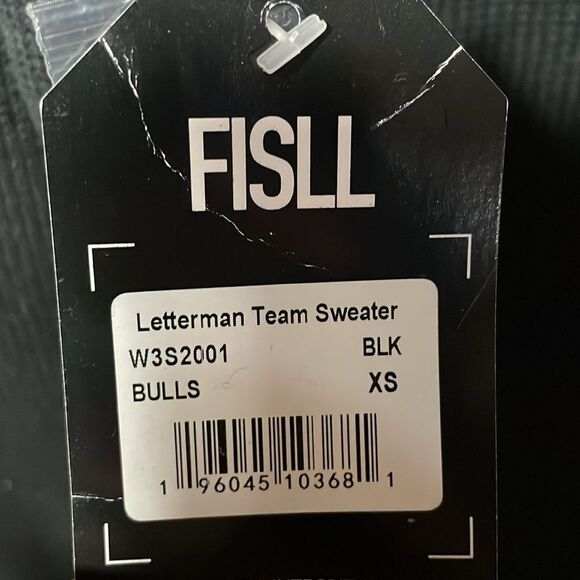 FISLL
Letterman Team Sweater
W3S2001 BLK
BULLS XS
1 96045 10368 1